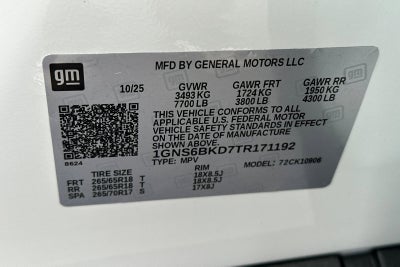 gm
MFD BY GENERAL MOTORS LLC
10/25 GVWR GAWR FRT GAWR RR
3493 KG 1724 KG 1950 KG
7700 LB 3800 LB 4300 LB
THIS VEHICLE CONFORMS TO ALL
APPLICABLE U.S. FEDERAL MOTOR
VEHICLE SAFETY STANDARDS IN EFFECT
ON THE DATE OF MANUFACTURE
SHOWN ABOVE.
1GNS6BKD7TR171192
8624 TYPE: MPV MODEL: 72CK10906
TIRE SIZE RIM
FRT 265/65R18 T 18X8.5J
RR 265/65R18 T 18X8.5J
SPA 265/70R17 S 17X8J